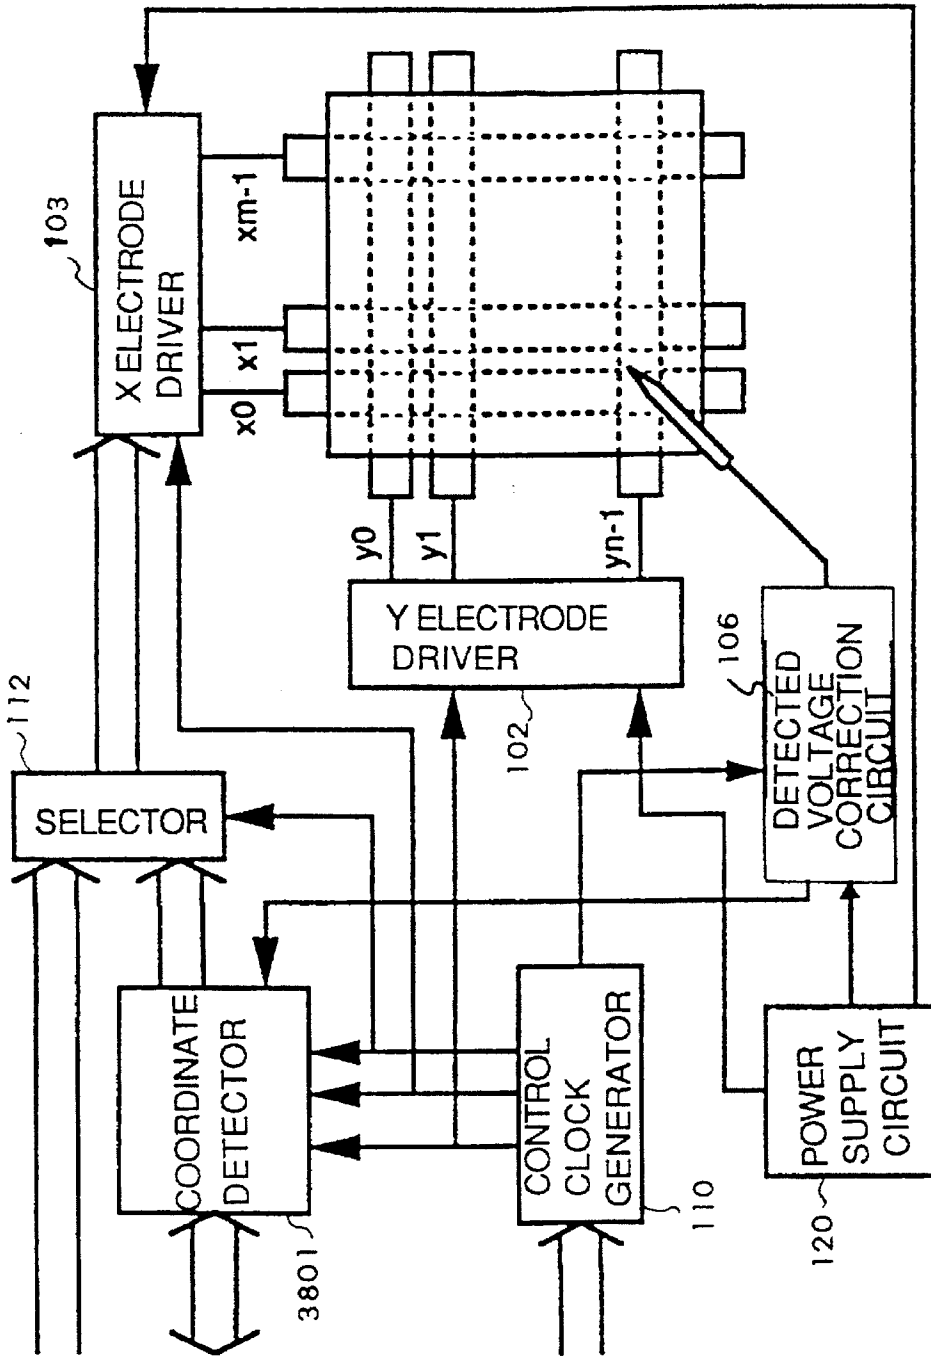 103
X ELECTRODE
DRIVER
x0
x1
xm-1
112
SELECTOR
y0
y1
yn-1
Y ELECTRODE
DRIVER
102
106
DETECTED
VOLTAGE
CORRECTION
CIRCUIT
COORDINATE
DETECTOR
3801
CONTROL
CLOCK
GENERATOR
110
POWER
SUPPLY
CIRCUIT
120